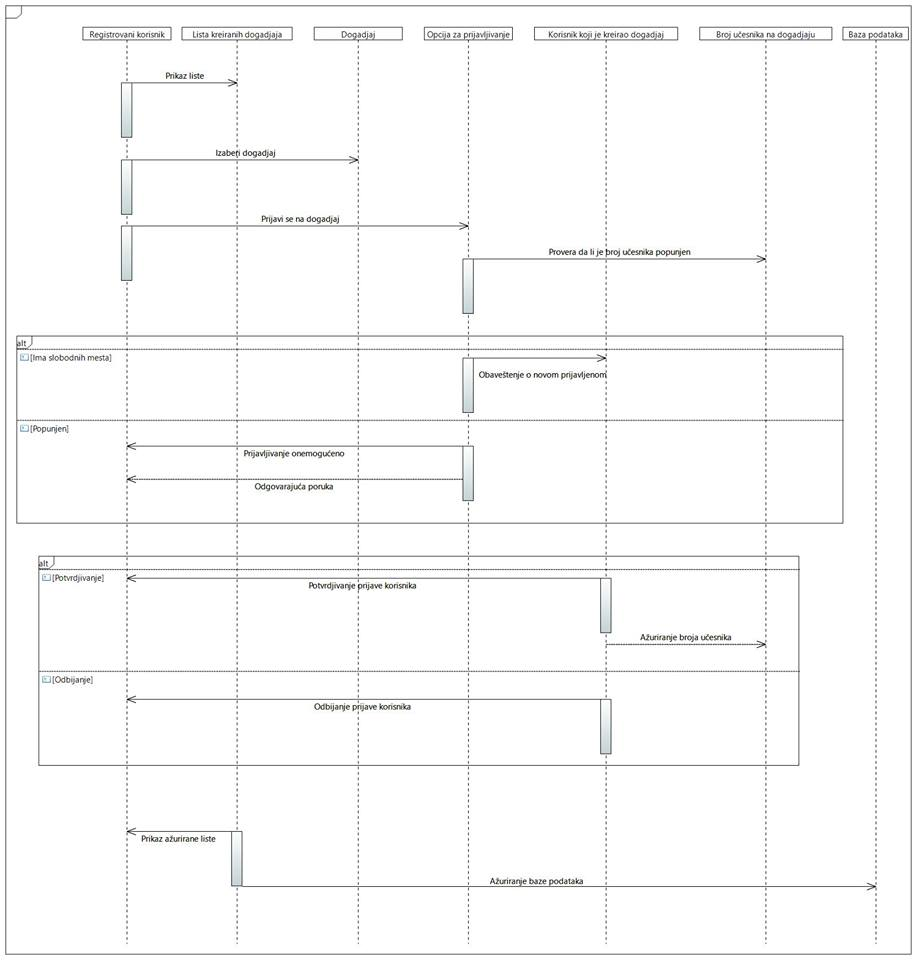 Registrovani korisnik
Lista kreiranih dogadjaja
Dogadjaj
Opcija za prijavljivanje
Korisnik koji je kreirao dogadjaj
Broj učesnika na dogadjaju
Baza podataka
Prikaz liste
Izaberi dogadjaj
Prijavi se na dogadjaj
Provera da li je broj učesnika popunjen
alt
[Ima slobodnih mesta]
Obaveštenje o novom prijavljenom
[Popunjen]
Prijavljivanje onemogućeno
Odgovarajuća poruka
alt
[Potvrdjivanje]
Potvrdjivanje prijave korisnika
Ažuriranje broja učesnika
[Odbijanje]
Odbijanje prijave korisnika
Prikaz ažurirane liste
Ažuriranje baze podataka